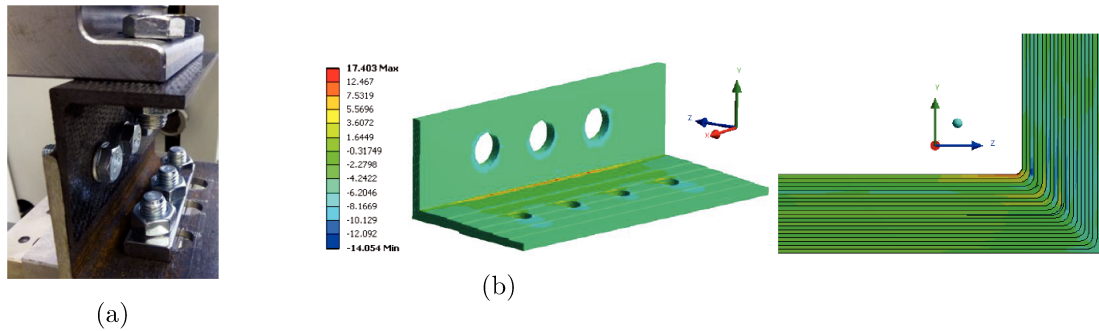 17.403 Max
12.467
7.5319
5.5696
3.6072
1.6449
-0.31749
-2.2798
-4.2422
-6.2046
-8.1669
-10.129
-12.092
-14.054 Min
Y
Z
X
Y
Z
(a)
(b)